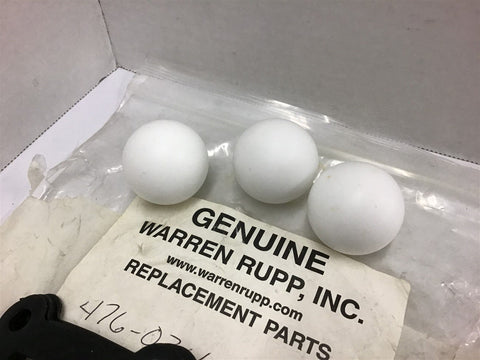 GENUINE
WARREN RUPP, INC.
www.warrenrupp.com
REPLACEMENT PARTS